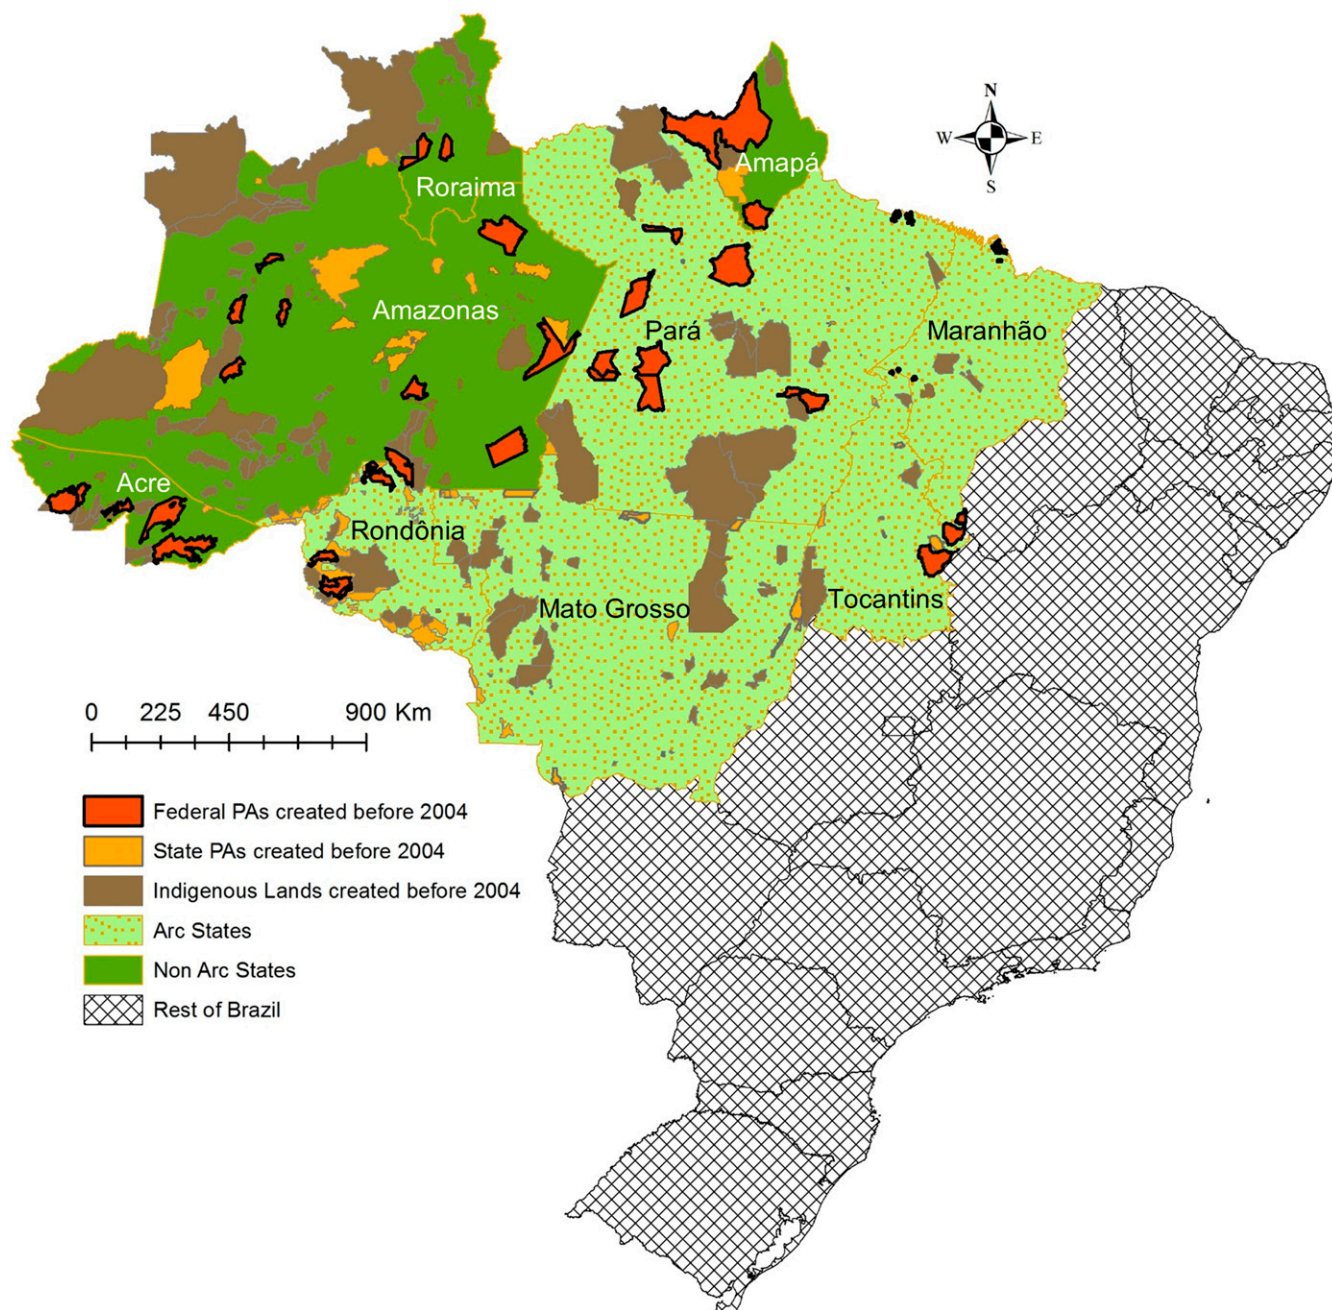 N
W E
S
Amapá
Roraima
Amazonas
Pará
Maranhão
Acre
Rondônia
Mato Grosso
Tocantins
0 225 450 900 Km
Federal PAs created before 2004
State PAs created before 2004
Indigenous Lands created before 2004
Arc States
Non Arc States
Rest of Brazil